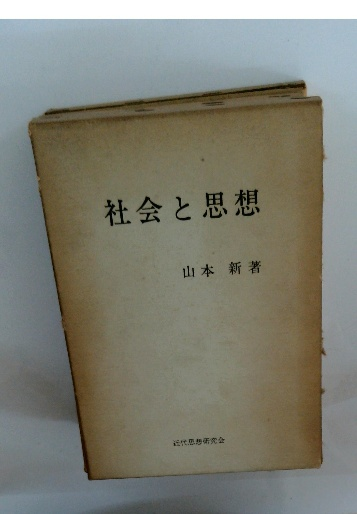 社会と思想
山本 新著
近代思想研究会